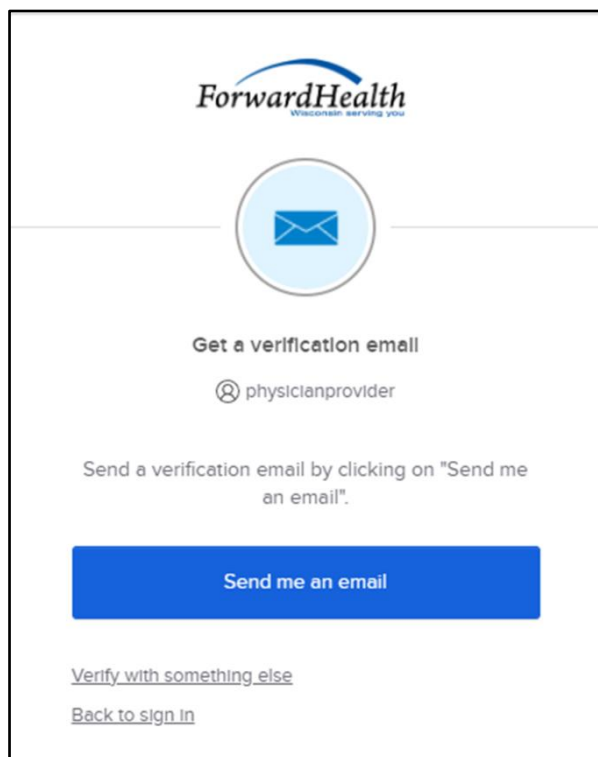 ForwardHealth
Wisconsin serving you
Get a verification email
physicianprovider
Send a verification email by clicking on "Send me
an email".
Send me an email
Verify with something else
Back to sign in